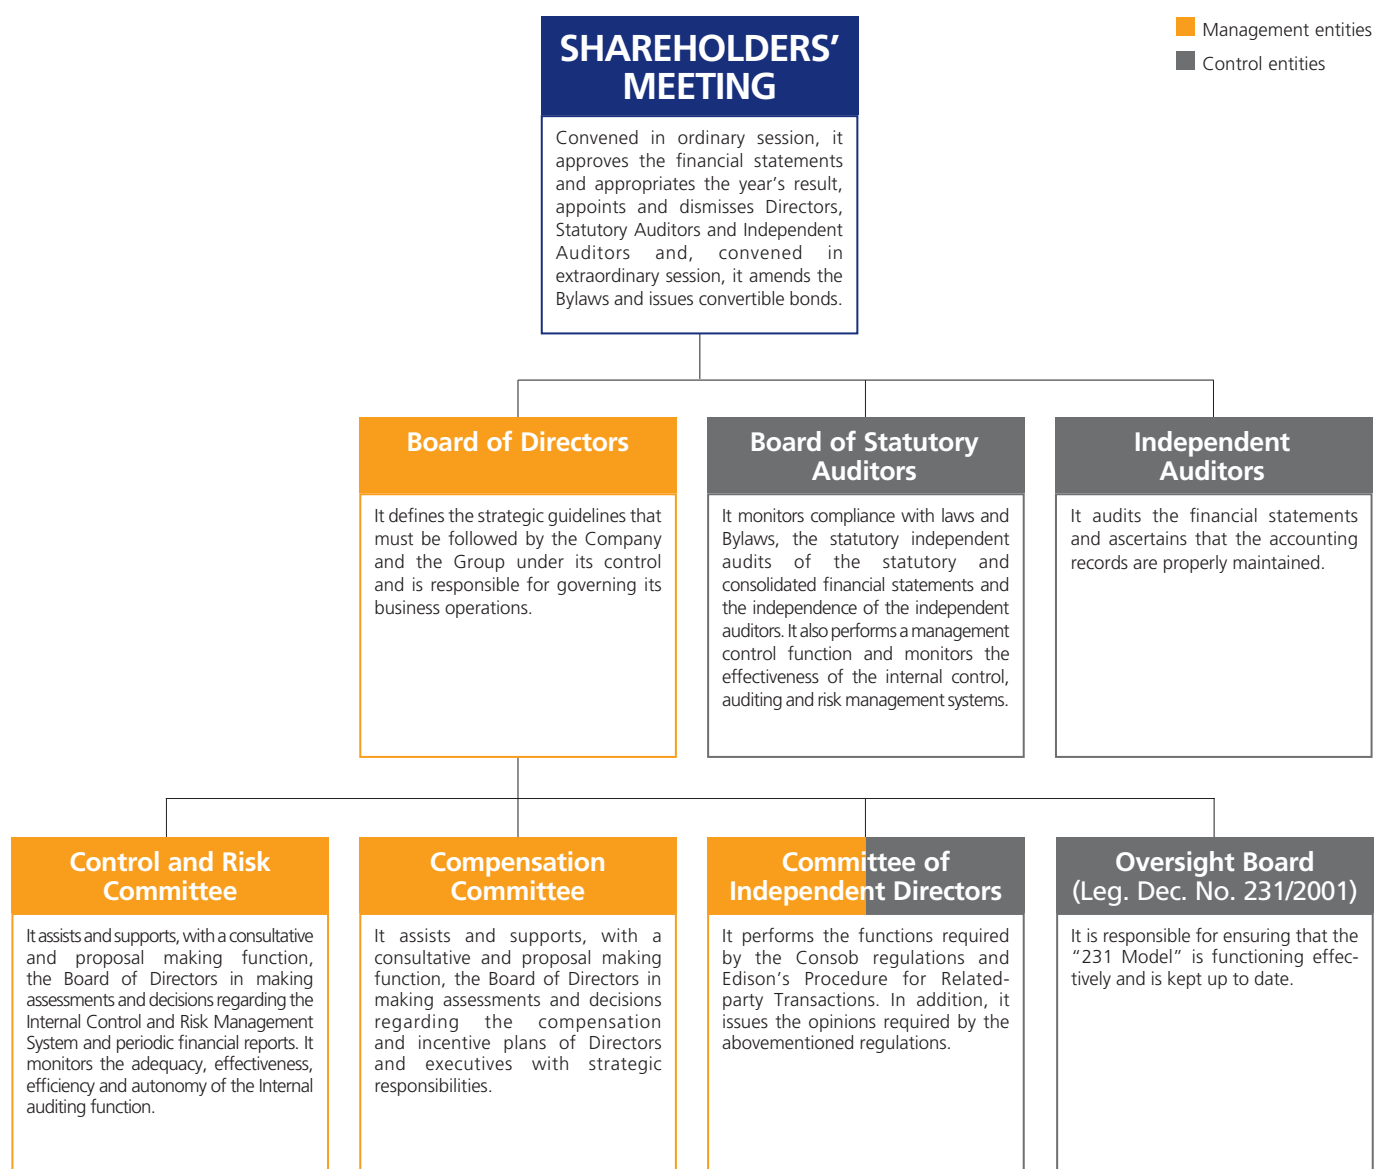 SHAREHOLDERS’
MEETING
Management entities
Control entities
Convened in ordinary session, it
approves the financial statements
and appropriates the year’s result,
appoints and dismisses Directors,
Statutory Auditors and Independent
Auditors and, convened in
extraordinary session, it amends the
Bylaws and issues convertible bonds.
Board of Directors
It defines the strategic guidelines that
must be followed by the Company
and the Group under its control
and is responsible for governing its
business operations.
Board of Statutory
Auditors
It monitors compliance with laws and
Bylaws, the statutory independent
audits of the statutory and
consolidated financial statements and
the independence of the independent
auditors. It also performs a management
control function and monitors the
effectiveness of the internal control,
auditing and risk management systems.
Independent
Auditors
It audits the financial statements
and ascertains that the accounting
records are properly maintained.
Control and Risk
Committee
It assists and supports, with a consultative
and proposal making function,
the Board of Directors in making
assessments and decisions regarding the
Internal Control and Risk Management
System and periodic financial reports. It
monitors the adequacy, effectiveness,
efficiency and autonomy of the Internal
auditing function.
Compensation
Committee
It assists and supports, with a
consultative and proposal making
function, the Board of Directors in
making assessments and decisions
regarding the compensation
and incentive plans of Directors
and executives with strategic
responsibilities.
Committee of
Independent Directors
It performs the functions required
by the Consob regulations and
Edison’s Procedure for Related-
party Transactions. In addition, it
issues the opinions required by the
abovementioned regulations.
Oversight Board
(Leg. Dec. No. 231/2001)
It is responsible for ensuring that the
“231 Model” is functioning effec-
tively and is kept up to date.